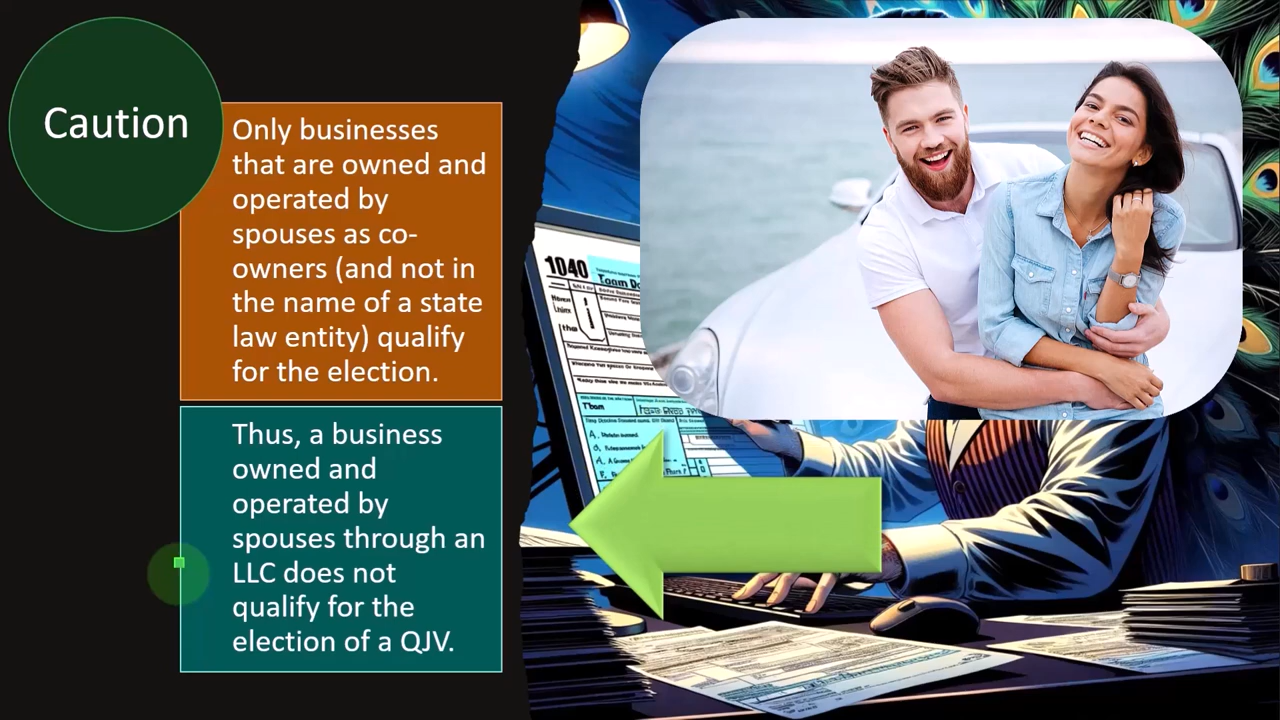 Caution
Only businesses
that are owned and
operated by
spouses as co-
owners (and not in
the name of a state
law entity) qualify
for the election.
Thus, a business
owned and
operated by
spouses through an
LLC does not
qualify for the
election of a QJV.
1040